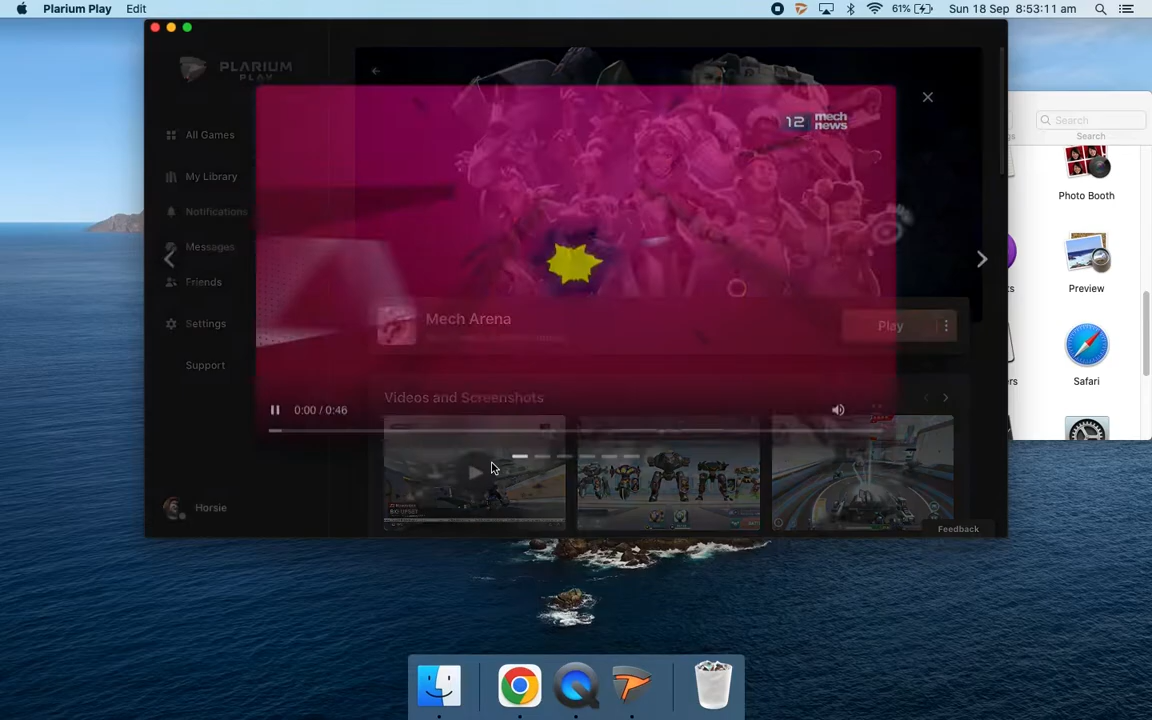 Plarium Play Edit
61% Sun 18 Sep 8:53:11 am
PLARIUM
PLAY
12 mech
news
All Games
My Library
Notifications
Messages
Friends
Settings
Support
Horsie
Mech Arena
Play
0:00 / 0:46
Videos and Screenshots
Feedback
Search
Search
Photo Booth
Preview
Safari